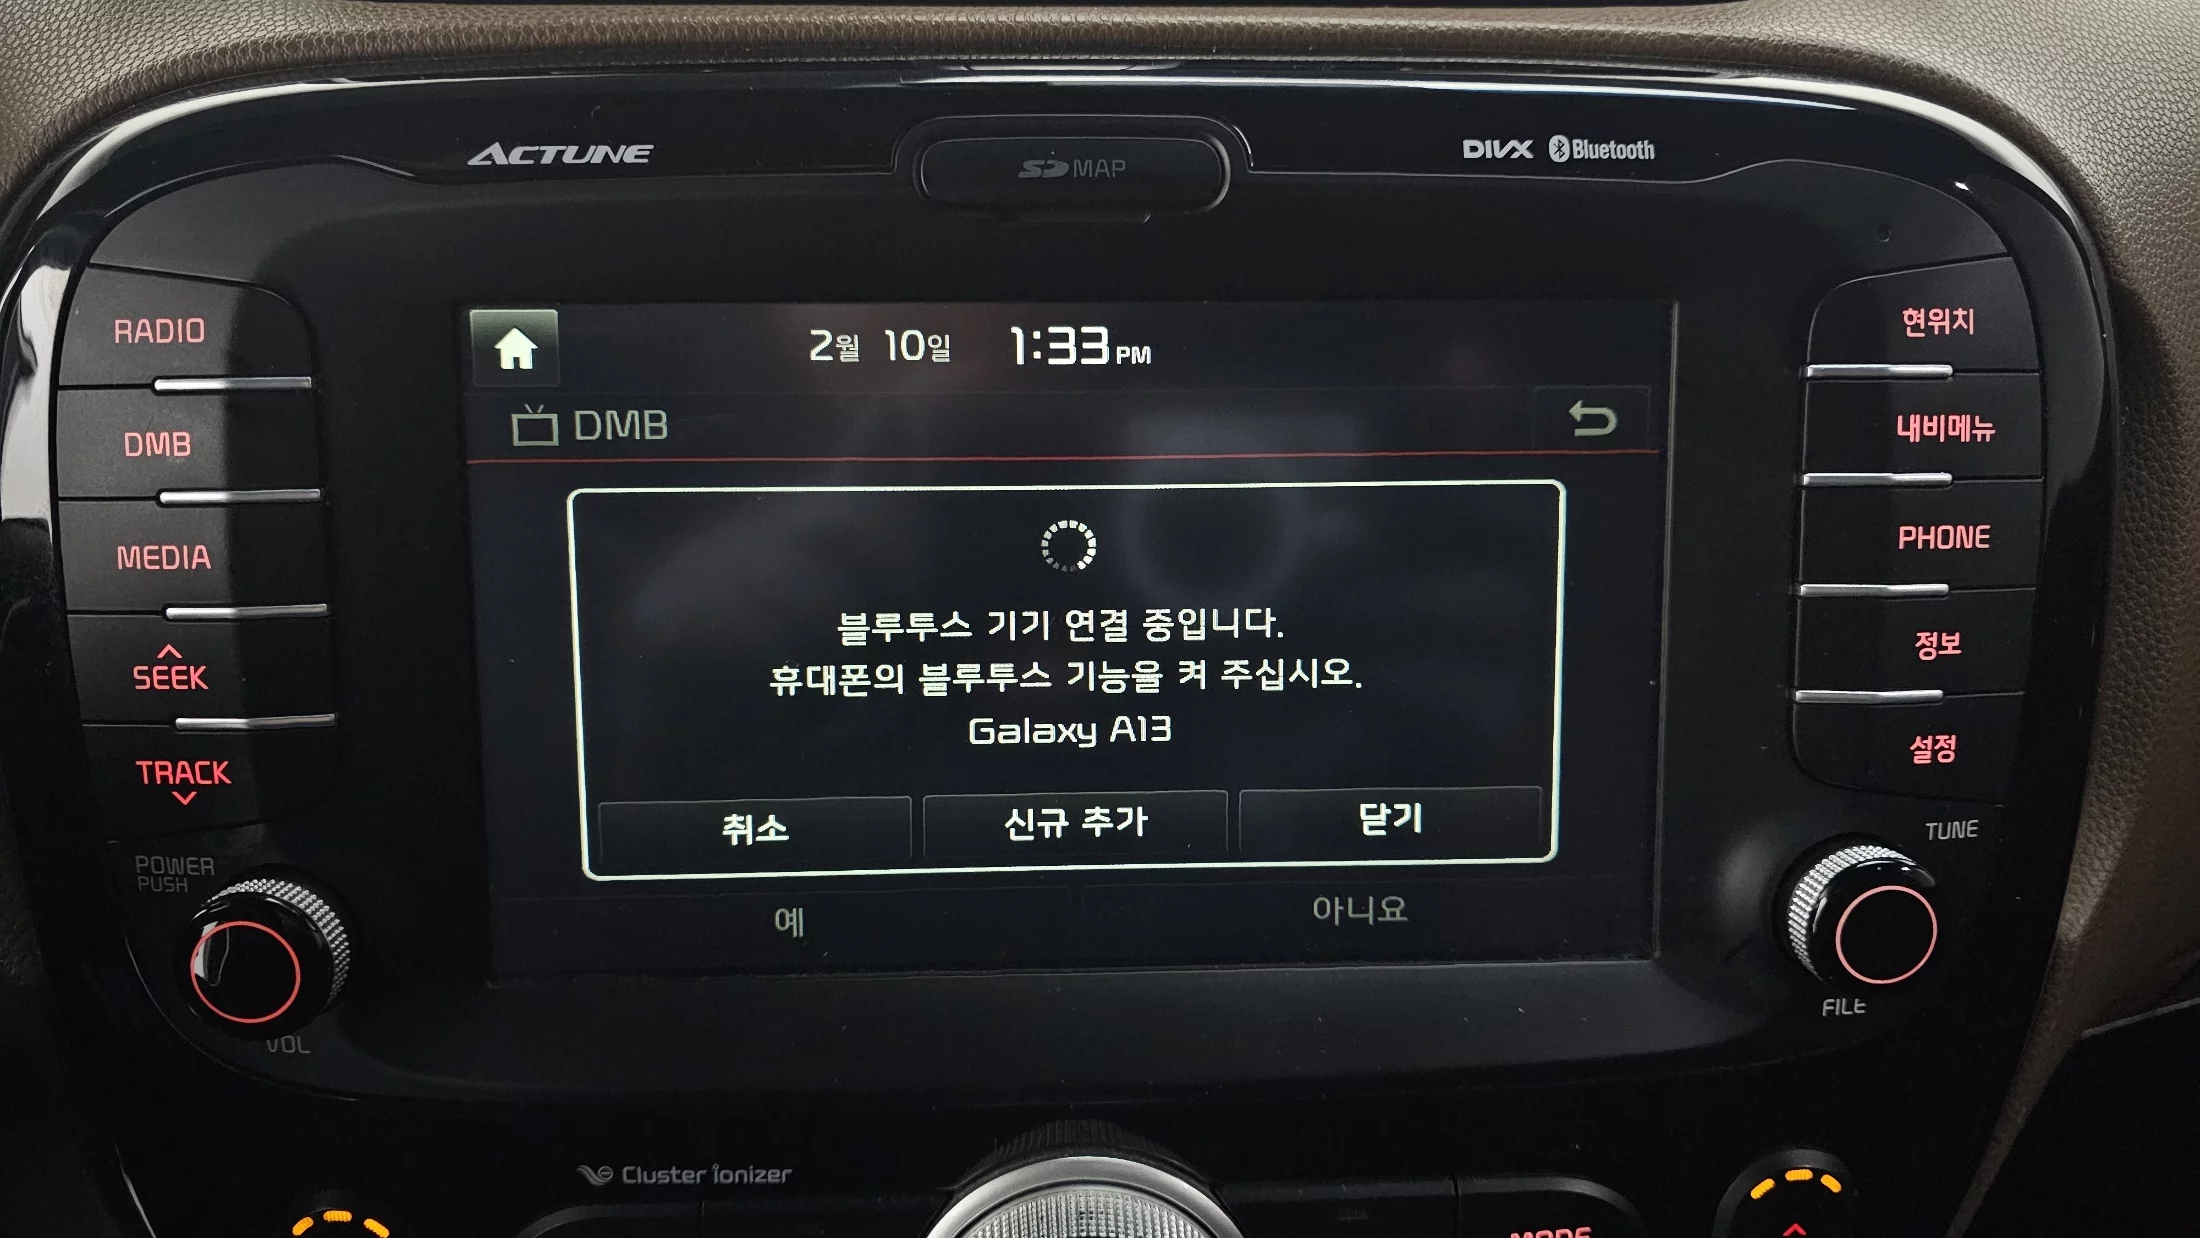 ACTUNE
SD MAP
DIVX Bluetooth
RADIO
DMB
MEDIA
SEEK
TRACK
POWER
PUSH
VOL
2월 10일 1:33 PM
DMB
블루투스 기기 연결 중입니다.
휴대폰의 블루투스 기능을 켜 주십시오.
Galaxy A13
취소 신규 추가 닫기
예 아니요
현위치
내비메뉴
PHONE
정보
설정
TUNE
FILE
Cluster ionizer
MODE